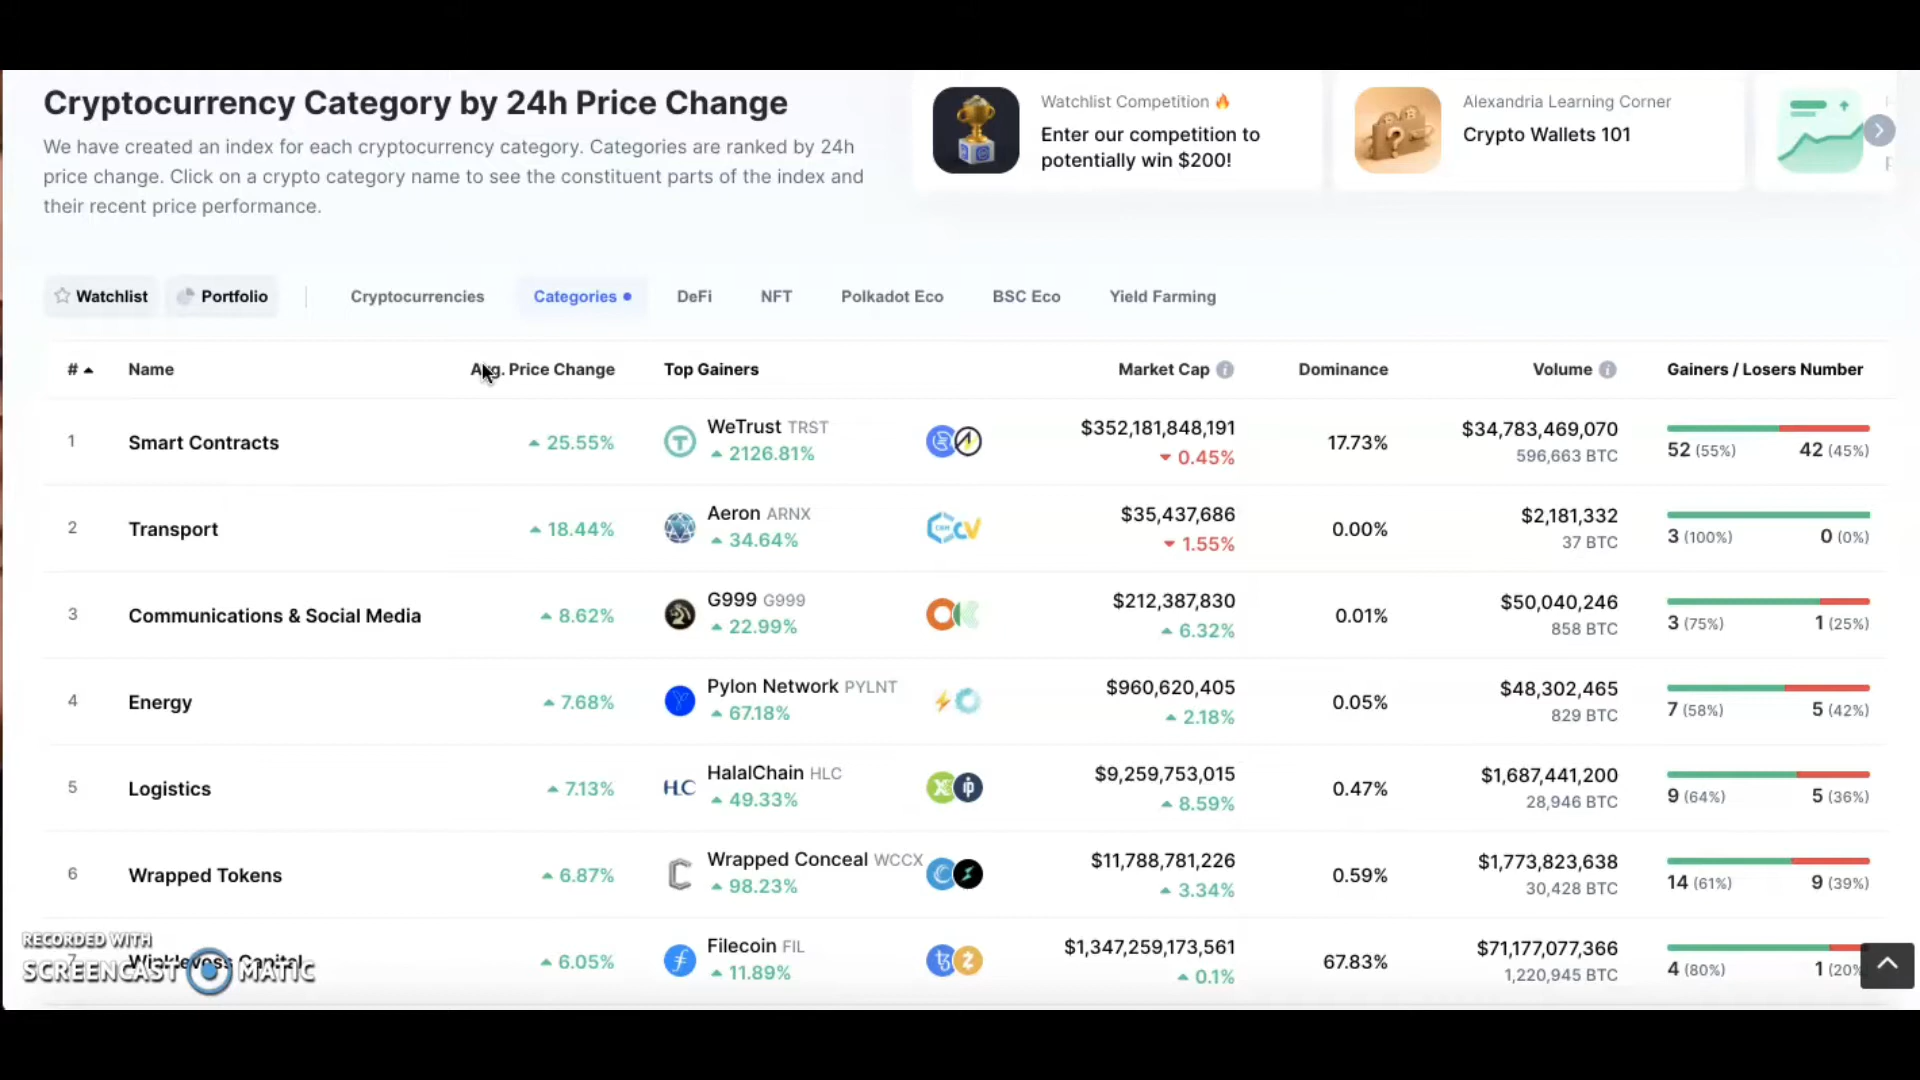 Cryptocurrency Category by 24h Price Change
We have created an index for each cryptocurrency category. Categories are ranked by 24h
price change. Click on a crypto category name to see the constituent parts of the index and
their recent price performance.
Watchlist Competition 🔥
Enter our competition to
potentially win $200!
Alexandria Learning Corner
Crypto Wallets 101
Watchlist Portfolio Cryptocurrencies Categories DeFi NFT Polkadot Eco BSC Eco Yield Farming
# Name Avg. Price Change Top Gainers Market Cap Dominance Volume Gainers / Losers Number
1 Smart Contracts 25.55% WeTrust TRST $352,181,848,191 17.73% $34,783,469,070
2126.81% 0.45% 596,663 BTC 52 (55%) 42 (45%)
2 Transport 18.44% Aeron ARNX $35,437,686 0.00% $2,181,332
34.64% 1.55% 37 BTC 3 (100%) 0 (0%)
3 Communications & Social Media 8.62% G999 G999 $212,387,830 0.01% $50,040,246
22.99% 6.32% 858 BTC 3 (75%) 1 (25%)
4 Energy 7.68% Pylon Network PYLNT $960,620,405 0.05% $48,302,465
67.18% 2.18% 829 BTC 7 (58%) 5 (42%)
5 Logistics 7.13% HLC HalalChain HLC $9,259,753,015 0.47% $1,687,441,200
49.33% 8.59% 28,946 BTC 9 (64%) 5 (36%)
6 Wrapped Tokens 6.87% Wrapped Conceal WCCX $11,788,781,226 0.59% $1,773,823,638
98.23% 3.34% 30,428 BTC 14 (61%) 9 (39%)
7 Winklevoss Capital 6.05% Filecoin FIL $1,347,259,173,561 67.83% $71,177,077,366
11.89% 0.1% 1,220,945 BTC 4 (80%) 1 (20%
RECORDED WITH
SCREENCAST MATIC